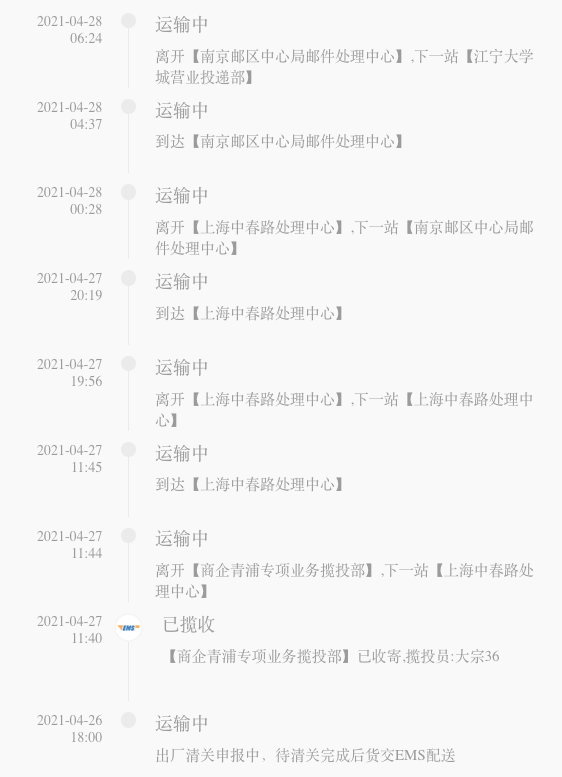 2021-04-28
06:24
运输中
离开【南京邮区中心局邮件处理中心】,下一站【江宁大学
城营业投递部】
2021-04-28
04:37
运输中
到达【南京邮区中心局邮件处理中心】
2021-04-28
00:28
运输中
离开【上海中春路处理中心】,下一站【南京邮区中心局邮
件处理中心】
2021-04-27
20:19
运输中
到达【上海中春路处理中心】
2021-04-27
19:56
运输中
离开【上海中春路处理中心】,下一站【上海中春路处理中
心】
2021-04-27
11:45
运输中
到达【上海中春路处理中心】
2021-04-27
11:44
运输中
离开【商企青浦专项业务揽投部】,下一站【上海中春路处
理中心】
2021-04-27
11:40
EMS
已揽收
【商企青浦专项业务揽投部】已收寄,揽投员:大宗36
2021-04-26
18:00
运输中
出厂清关申报中、待清关完成后货交EMS配送